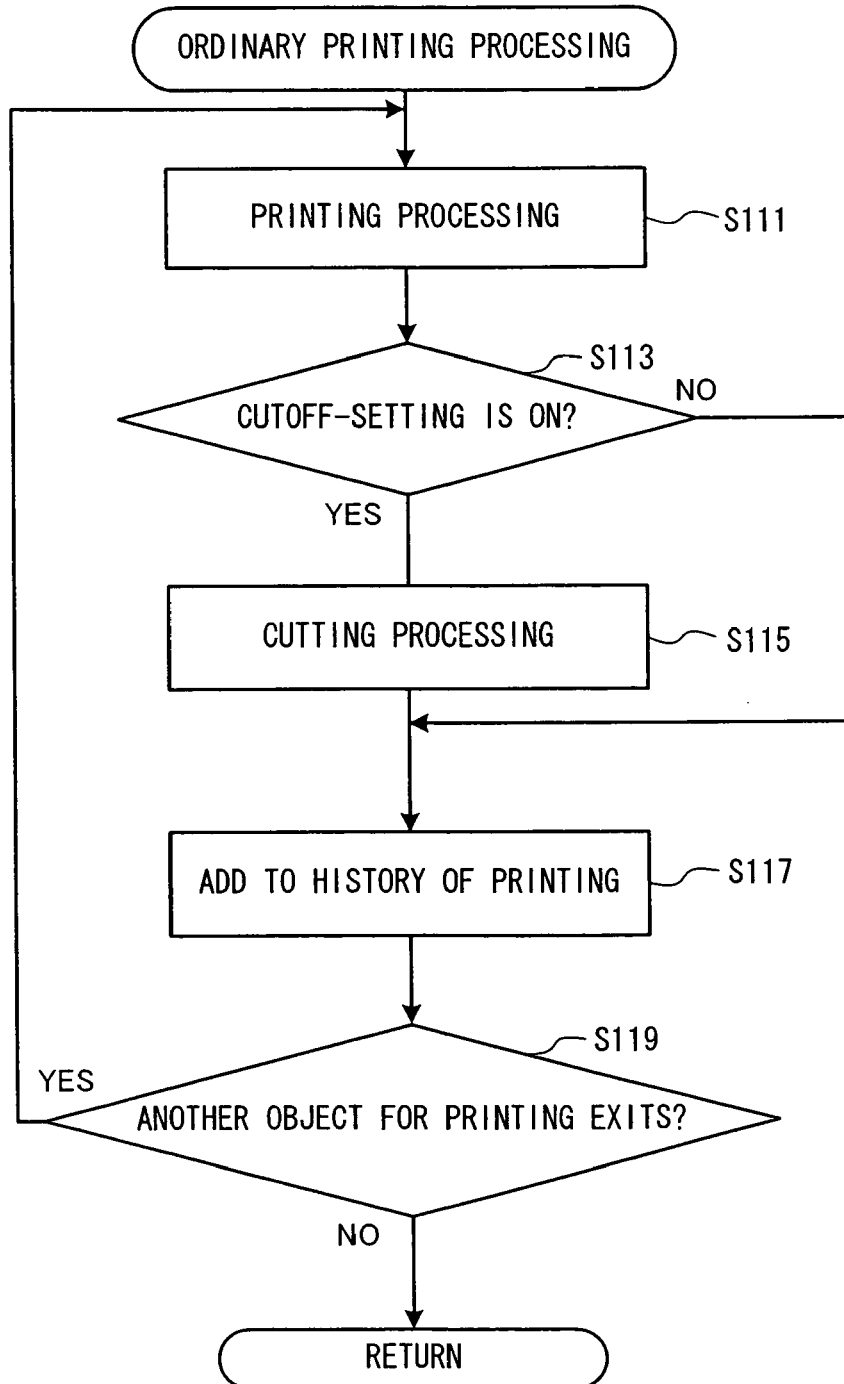 ORDINARY PRINTING PROCESSING
PRINTING PROCESSING
S111
S113
NO
CUTOFF-SETTING IS ON?
YES
CUTTING PROCESSING
S115
ADD TO HISTORY OF PRINTING
S117
S119
YES
ANOTHER OBJECT FOR PRINTING EXITS?
NO
RETURN